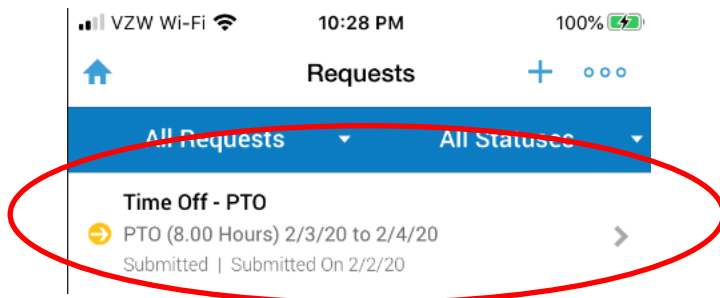 VZW Wi-Fi 10:28 PM 100%
Requests
All Requests All Statuses
Time Off - PTO
PTO (8.00 Hours) 2/3/20 to 2/4/20
Submitted | Submitted On 2/2/20